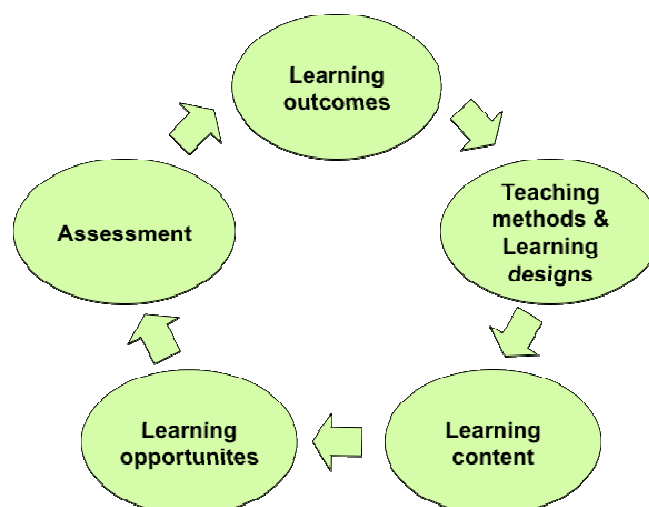 Learning
outcomes
Teaching
methods &
Learning
designs
Learning
content
Learning
opportunites
Assessment